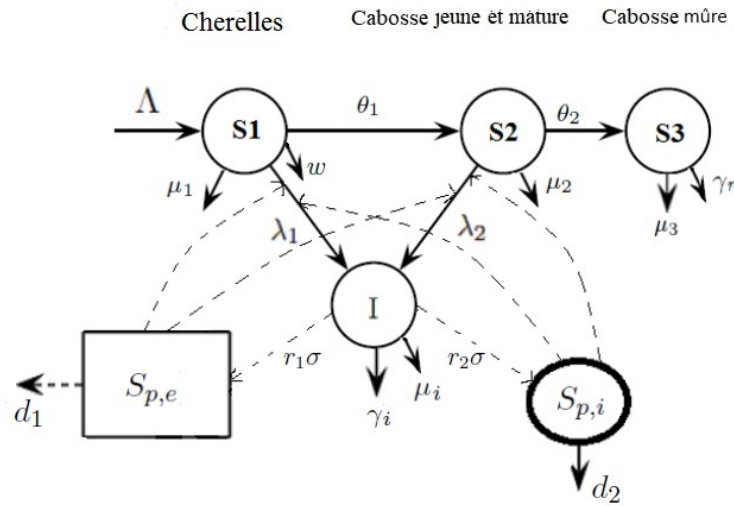 Cherelles Cabosse jeune et mature Cabosse mûre
Λ θ₁ θ₂
S1 S2 S3
μ₁ w μ₂ μ₃ γᵣ
λ₁ λ₂
I
r₁σ r₂σ
Sₚ,ₑ Sₚ,ᵢ
d₁ γᵢ μᵢ d₂